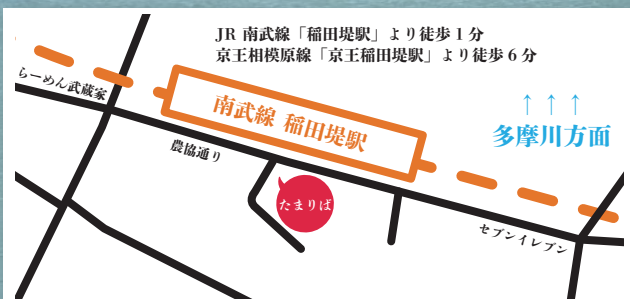 JR 南武線「稲田堤駅」より徒歩1分
京王相模原線「京王稲田堤駅」より徒歩6分
らーめん武蔵家
南武線 稲田堤駅
↑ ↑ ↑
多摩川方面
農協通り
たまりば
セブンイレブン